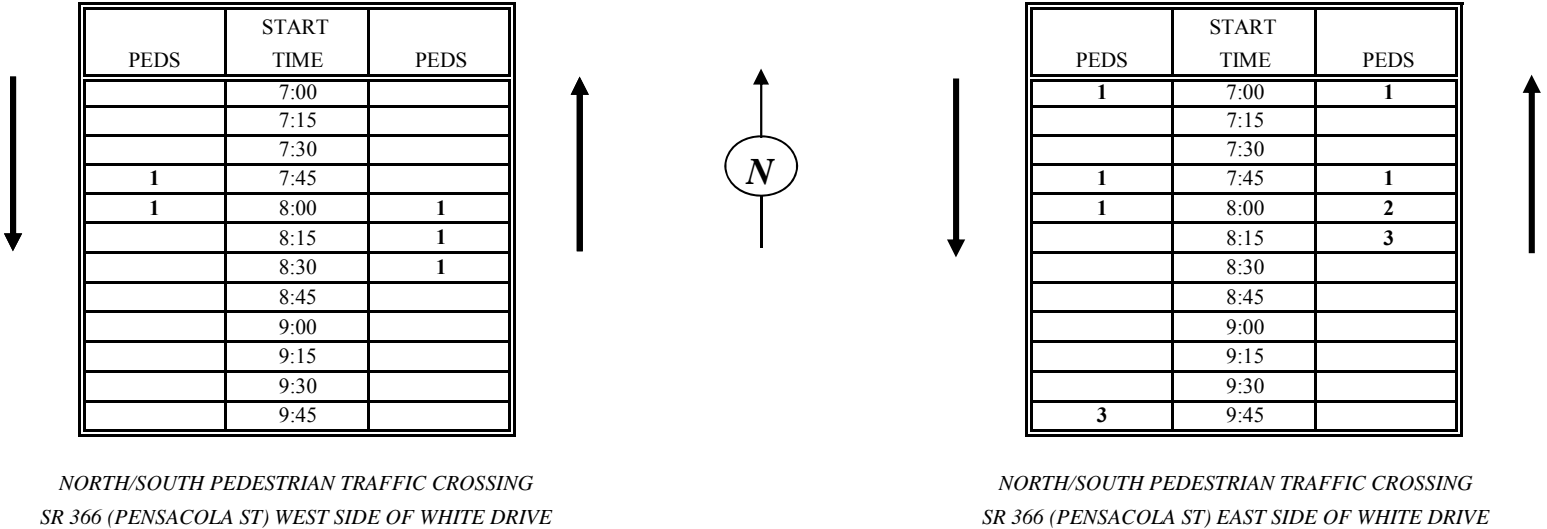 START
PEDS TIME PEDS
7:00
7:15
7:30
1 7:45
1 8:00 1
8:15 1
8:30 1
8:45
9:00
9:15
9:30
9:45
NORTH/SOUTH PEDESTRIAN TRAFFIC CROSSING
SR 366 (PENSACOLA ST) WEST SIDE OF WHITE DRIVE
N
START
PEDS TIME PEDS
1 7:00 1
7:15
7:30
1 7:45 1
1 8:00 2
8:15 3
8:30
8:45
9:00
9:15
9:30
3 9:45
NORTH/SOUTH PEDESTRIAN TRAFFIC CROSSING
SR 366 (PENSACOLA ST) EAST SIDE OF WHITE DRIVE